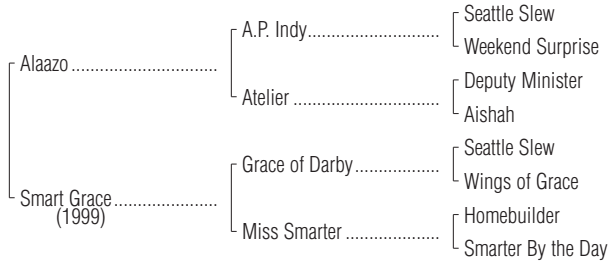 Seattle Slew
A.P. Indy....................................
Weekend Surprise
Alaazo ........................................
Deputy Minister
Atelier ........................................
Aishah
Seattle Slew
Grace of Darby.......................
Wings of Grace
Smart Grace............................
(1999)
Homebuilder
Miss Smarter ..........................
Smarter By the Day